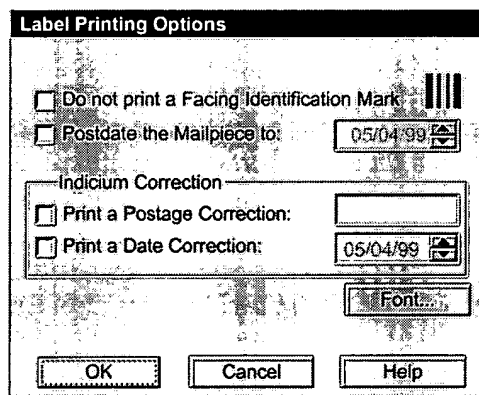 Label Printing Options
Do not print a Facing Identification Mark
Postdate the Mailpiece to: 05/04/99
Indicium Correction
Print a Postage Correction:
Print a Date Correction: 05/04/99
Font...
OK Cancel Help